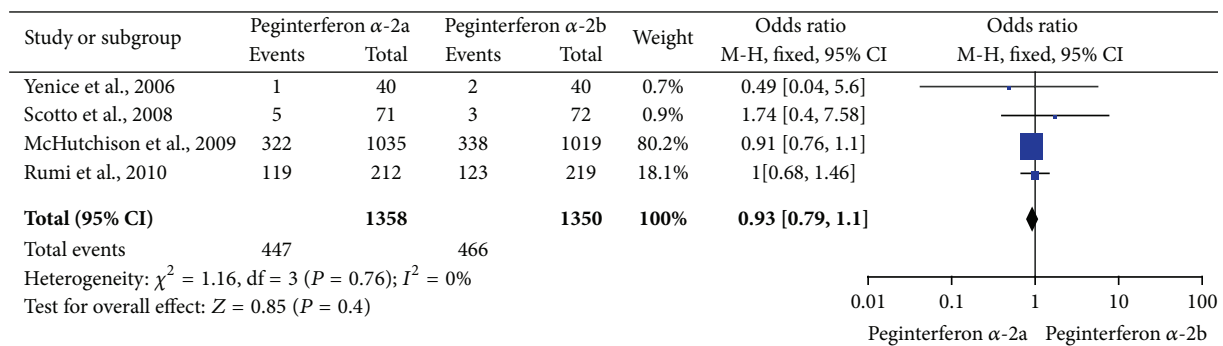 Study or subgroup Peginterferon α-2a Peginterferon α-2b Weight Odds ratio Odds ratio
Events Total Events Total M-H, fixed, 95% CI M-H, fixed, 95% CI
Yenice et al., 2006 1 40 2 40 0.7% 0.49 [0.04, 5.6]
Scotto et al., 2008 5 71 3 72 0.9% 1.74 [0.4, 7.58]
McHutchison et al., 2009 322 1035 338 1019 80.2% 0.91 [0.76, 1.1]
Rumi et al., 2010 119 212 123 219 18.1% 1[0.68, 1.46]
Total (95% CI) 1358 1350 100% 0.93 [0.79, 1.1]
Total events 447 466
Heterogeneity: χ² = 1.16, df = 3 (P = 0.76); I² = 0%
Test for overall effect: Z = 0.85 (P = 0.4)
0.01 0.1 1 10 100
Peginterferon α-2a Peginterferon α-2b